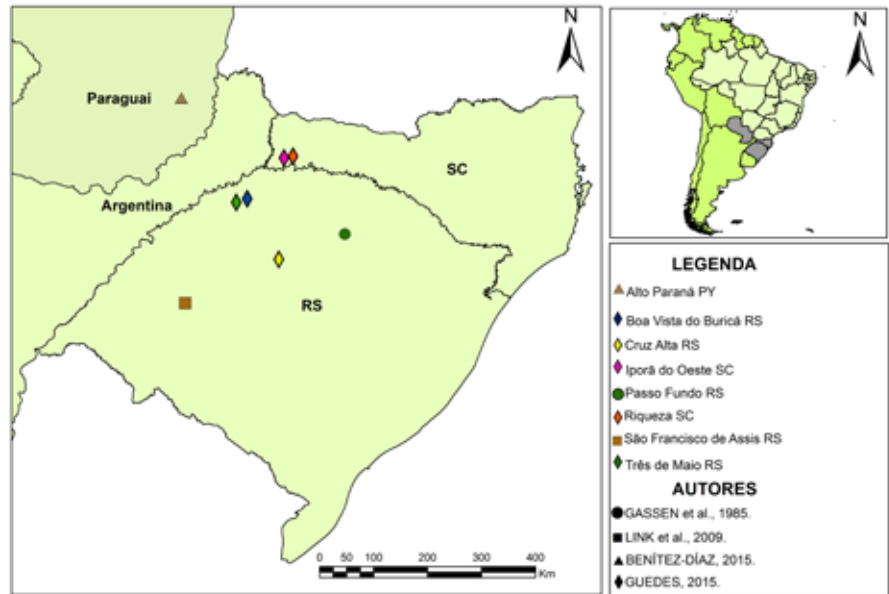 N
Paraguai
SC
Argentina
RS
0 50 100 200 300 400
Km
N
LEGENDA
Alto Paraná PY
Boa Vista do Buricá RS
Cruz Alta RS
Iporã do Oeste SC
Passo Fundo RS
Riqueza SC
São Francisco de Assis RS
Três de Maio RS
AUTORES
GASSEN et al., 1985.
LINK et al., 2009.
BENÍTEZ-DÍAZ, 2015.
GUEDES, 2015.